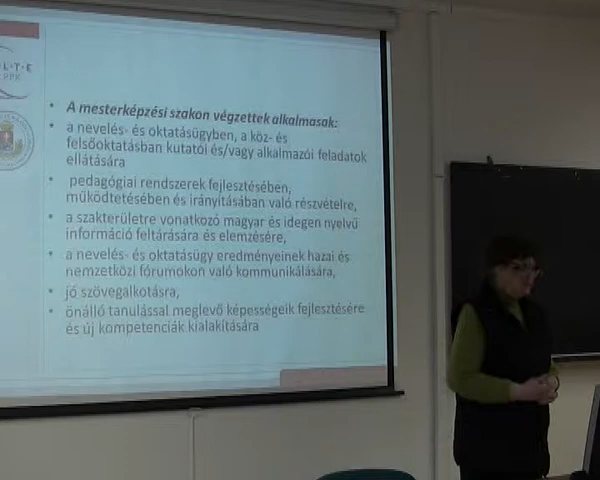 L·T·E
PPK
• A mesterképzési szakon végzettek alkalmasak:
• a nevelés- és oktatásügyben, a köz- és
felsőoktatásban kutatói és/vagy alkalmazói feladatok
ellátására
• pedagógiai rendszerek fejlesztésében,
működtetésében és irányításában való részvételre,
• a szakterületre vonatkozó magyar és idegen nyelvű
információ feltárására és elemzésére,
• a nevelés- és oktatásügy eredményeinek hazai és
nemzetközi fórumokon való kommunikálására,
• jó szövegalkotásra,
• önálló tanulással meglevő képességeik fejlesztésére
és új kompetenciák kialakítására